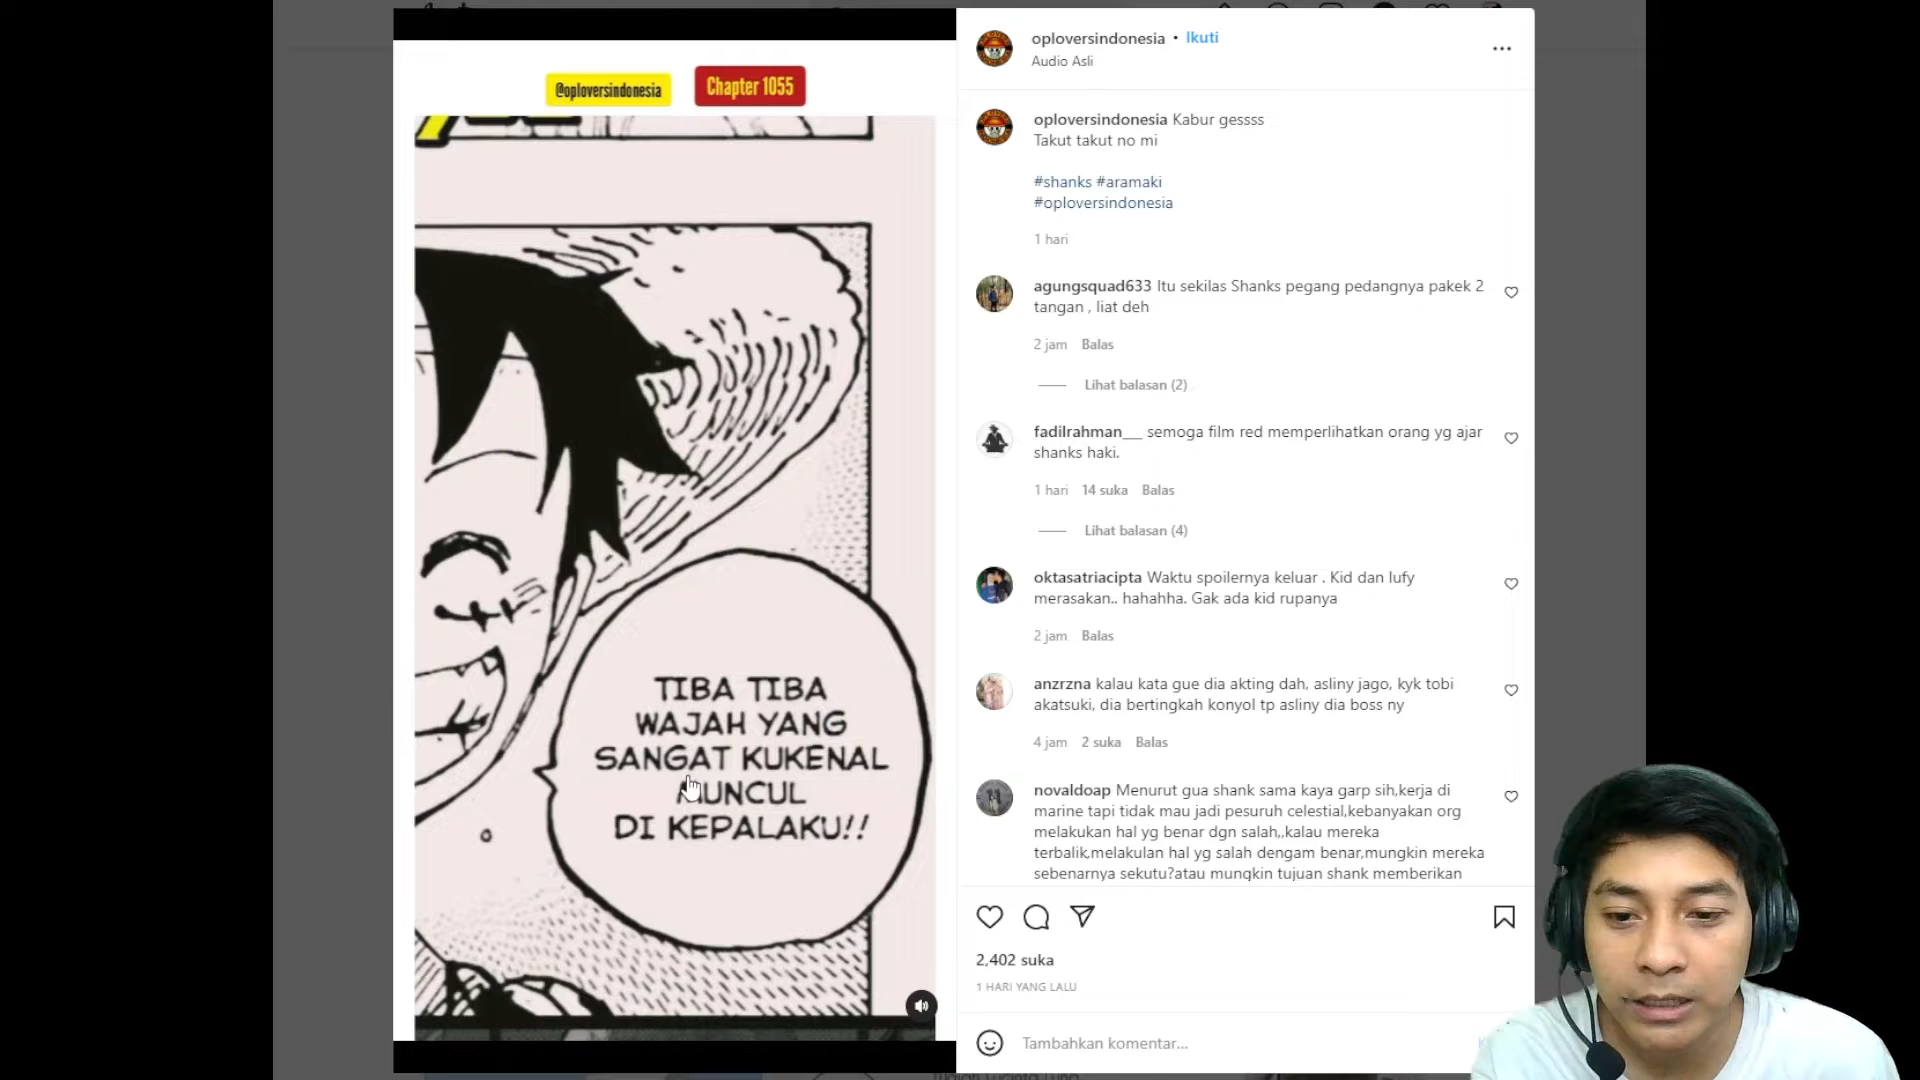 @oploversindonesia
Chapter 1055
TIBA TIBA
WAJAH YANG
SANGAT KUKENAL
MUNCUL
DI KEPALAKU!!
oploversindonesia • Ikuti
Audio Asli
oploversindonesia Kabur gessss
Takut takut no mi
#shanks #aramaki
#oploversindonesia
1 hari
agungsquad633 Itu sekilas Shanks pegang pedangnya pakek 2
tangan , liat deh
2 jam Balas
Lihat balasan (2)
fadilrahman___ semoga film red memperlihatkan orang yg ajar
shanks haki.
1 hari 14 suka Balas
Lihat balasan (4)
oktasatriacipta Waktu spoilernya keluar . Kid dan lufy
merasakan.. hahahha. Gak ada kid rupanya
2 jam Balas
anzrzna kalau kata gue dia akting dah, asliny jago, kyk tobi
akatsuki, dia bertingkah konyol tp asliny dia boss ny
4 jam 2 suka Balas
novaldoap Menurut gua shank sama kaya garp sih,kerja di
marine tapi tidak mau jadi pesuruh celestial,kebanyakan org
melakukan hal yg benar dgn salah,,kalau mereka
terbalik,melakulan hal yg salah dengam benar,mungkin mereka
sebenarnya sekutu?atau mungkin tujuan shank memberikan
2,402 suka
1 HARI YANG LALU
Tambahkan komentar...